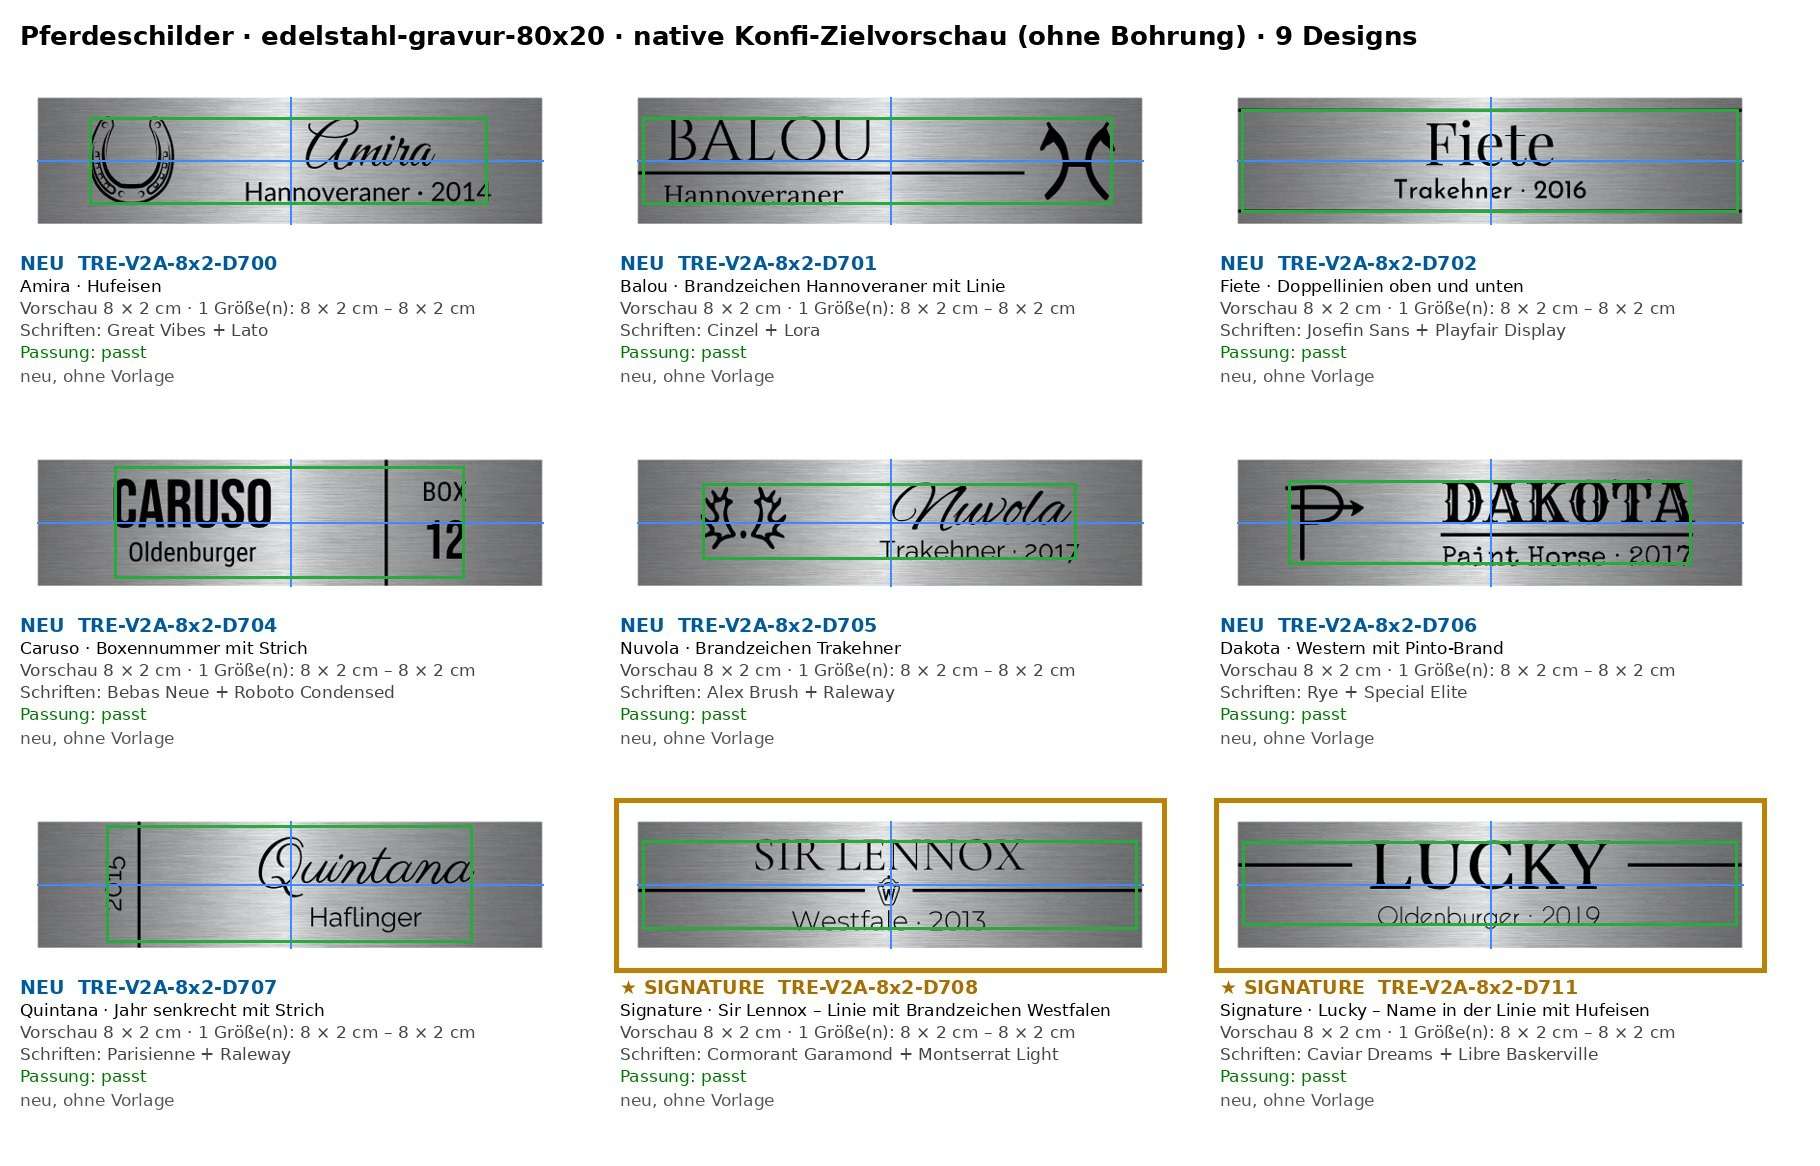 Pferdeschilder · edelstahl-gravur-80x20 · native Konfi-Zielvorschau (ohne Bohrung) · 9 Designs
Amira
Hannoveraner · 2014
NEU TRE-V2A-8x2-D700
Amira · Hufeisen
Vorschau 8 × 2 cm · 1 Größe(n): 8 × 2 cm – 8 × 2 cm
Schriften: Great Vibes + Lato
Passung: passt
neu, ohne Vorlage
BALOU
Hannoveraner
NEU TRE-V2A-8x2-D701
Balou · Brandzeichen Hannoveraner mit Linie
Vorschau 8 × 2 cm · 1 Größe(n): 8 × 2 cm – 8 × 2 cm
Schriften: Cinzel + Lora
Passung: passt
neu, ohne Vorlage
Fiete
Trakehner · 2016
NEU TRE-V2A-8x2-D702
Fiete · Doppellinien oben und unten
Vorschau 8 × 2 cm · 1 Größe(n): 8 × 2 cm – 8 × 2 cm
Schriften: Josefin Sans + Playfair Display
Passung: passt
neu, ohne Vorlage
CARUSO
Oldenburger
BOX
12
NEU TRE-V2A-8x2-D704
Caruso · Boxennummer mit Strich
Vorschau 8 × 2 cm · 1 Größe(n): 8 × 2 cm – 8 × 2 cm
Schriften: Bebas Neue + Roboto Condensed
Passung: passt
neu, ohne Vorlage
Nuvola
Trakehner · 2017
NEU TRE-V2A-8x2-D705
Nuvola · Brandzeichen Trakehner
Vorschau 8 × 2 cm · 1 Größe(n): 8 × 2 cm – 8 × 2 cm
Schriften: Alex Brush + Raleway
Passung: passt
neu, ohne Vorlage
DAKOTA
Paint Horse · 2017
NEU TRE-V2A-8x2-D706
Dakota · Western mit Pinto-Brand
Vorschau 8 × 2 cm · 1 Größe(n): 8 × 2 cm – 8 × 2 cm
Schriften: Rye + Special Elite
Passung: passt
neu, ohne Vorlage
2015
Quintana
Haflinger
NEU TRE-V2A-8x2-D707
Quintana · Jahr senkrecht mit Strich
Vorschau 8 × 2 cm · 1 Größe(n): 8 × 2 cm – 8 × 2 cm
Schriften: Parisienne + Raleway
Passung: passt
neu, ohne Vorlage
SIR LENNOX
W
Westfale · 2013
★ SIGNATURE TRE-V2A-8x2-D708
Signature · Sir Lennox – Linie mit Brandzeichen Westfalen
Vorschau 8 × 2 cm · 1 Größe(n): 8 × 2 cm – 8 × 2 cm
Schriften: Cormorant Garamond + Montserrat Light
Passung: passt
neu, ohne Vorlage
LUCKY
Oldenburger · 2019
★ SIGNATURE TRE-V2A-8x2-D711
Signature · Lucky – Name in der Linie mit Hufeisen
Vorschau 8 × 2 cm · 1 Größe(n): 8 × 2 cm – 8 × 2 cm
Schriften: Caviar Dreams + Libre Baskerville
Passung: passt
neu, ohne Vorlage